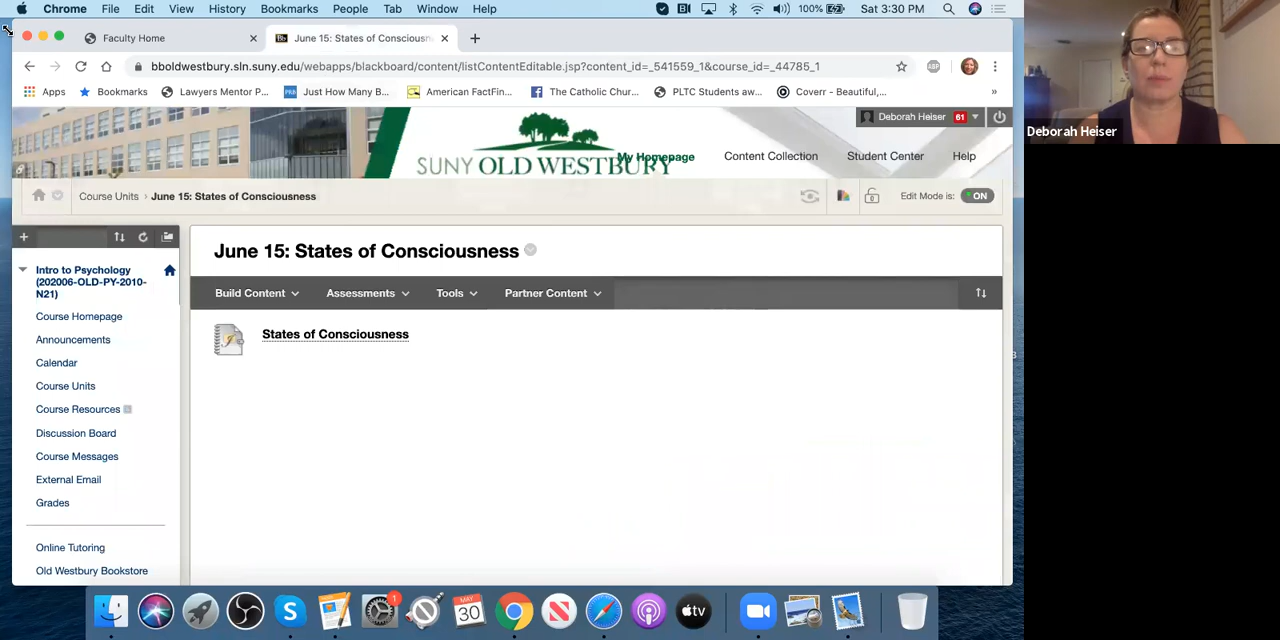 Chrome File Edit View History Bookmarks People Tab Window Help 100% Sat 3:30 PM
Faculty Home June 15: States of Consciousn
bboldwestbury.sln.suny.edu/webapps/blackboard/content/listContentEditable.jsp?content_id=_541559_1&course_id=_44785_1 ABP
Apps Bookmarks Lawyers Mentor P... Just How Many B... American FactFin... The Catholic Chur... PLTC Students aw... Coverr - Beautiful,... »
Deborah Heiser 61
SUNY OLD WESTBURY My Homepage Content Collection Student Center Help
Course Units › June 15: States of Consciousness Edit Mode is: ON
June 15: States of Consciousness
Build Content Assessments Tools Partner Content
States of Consciousness
Intro to Psychology
(202006-OLD-PY-2010-
N21)
Course Homepage
Announcements
Calendar
Course Units
Course Resources
Discussion Board
Course Messages
External Email
Grades
Online Tutoring
Old Westbury Bookstore
1 MAY 30 tv
Deborah Heiser